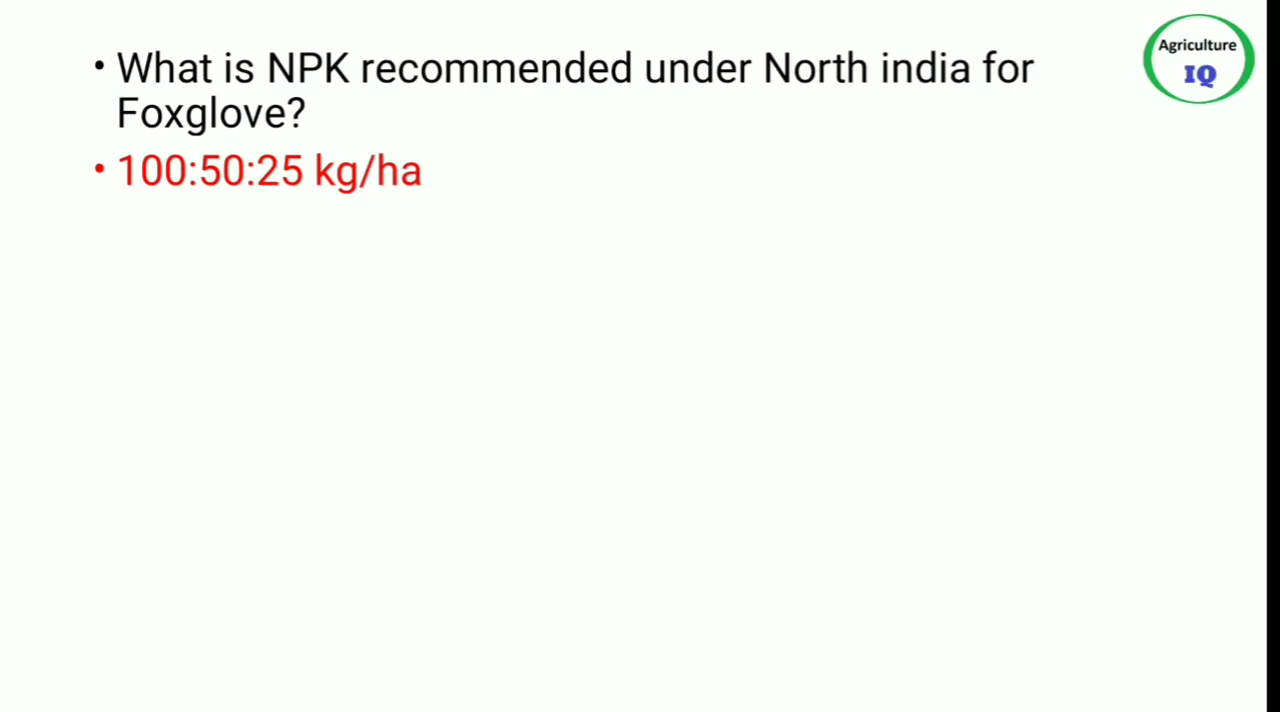 • What is NPK recommended under North india for
Foxglove?
• 100:50:25 kg/ha
Agriculture
IQ